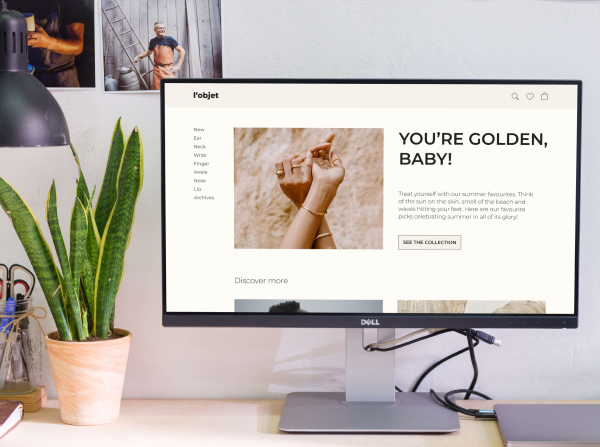 l'objet
New
Ear
Neck
Wrist
Finger
Ankle
Nose
Lip
Archives
YOU'RE GOLDEN,
BABY!
Treat yourself with our summer favourites. Think
of the sun on the skin, smell of the beach and
waves hitting your feet. Here are our favourite
picks celebrating summer in all of its glory!
SEE THE COLLECTION
Discover more
DELL